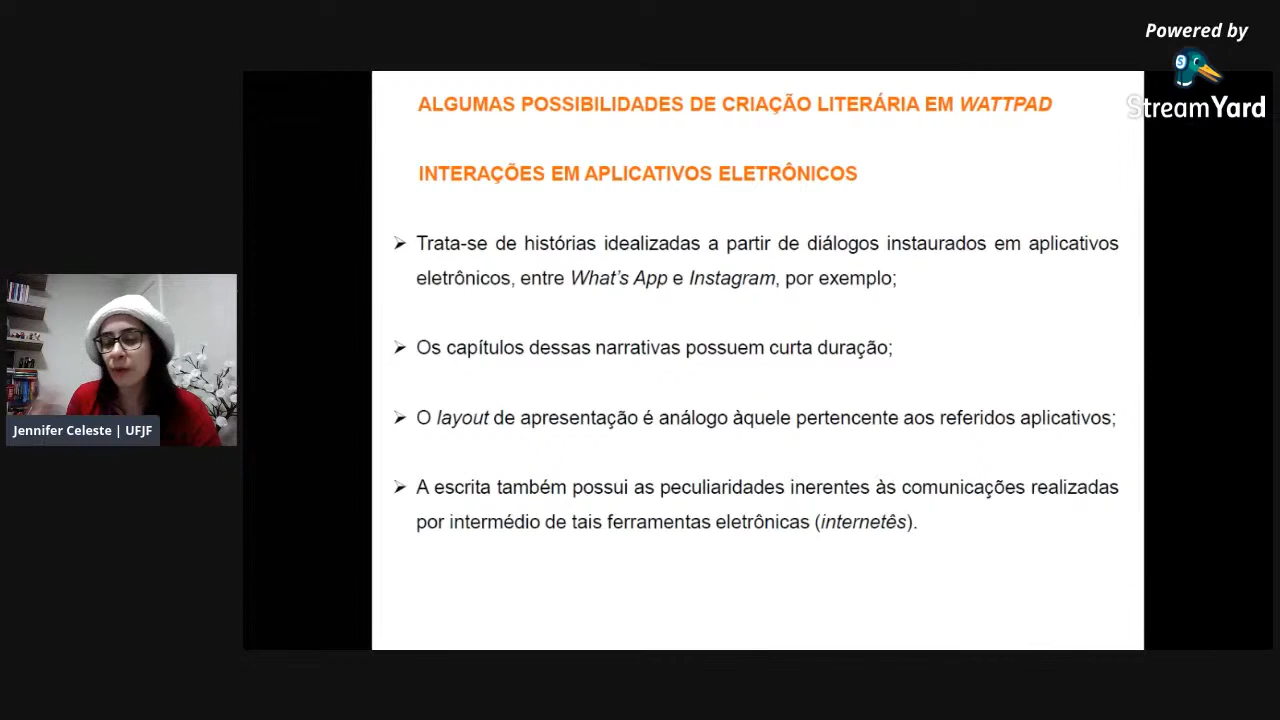 Powered by
StreamYard
ALGUMAS POSSIBILIDADES DE CRIAÇÃO LITERÁRIA EM WATTPAD
INTERAÇÕES EM APLICATIVOS ELETRÔNICOS
➢ Trata-se de histórias idealizadas a partir de diálogos instaurados em aplicativos
eletrônicos, entre What's App e Instagram, por exemplo;
➢ Os capítulos dessas narrativas possuem curta duração;
➢ O layout de apresentação é análogo àquele pertencente aos referidos aplicativos;
➢ A escrita também possui as peculiaridades inerentes às comunicações realizadas
por intermédio de tais ferramentas eletrônicas (internetês).
Jennifer Celeste | UFJF